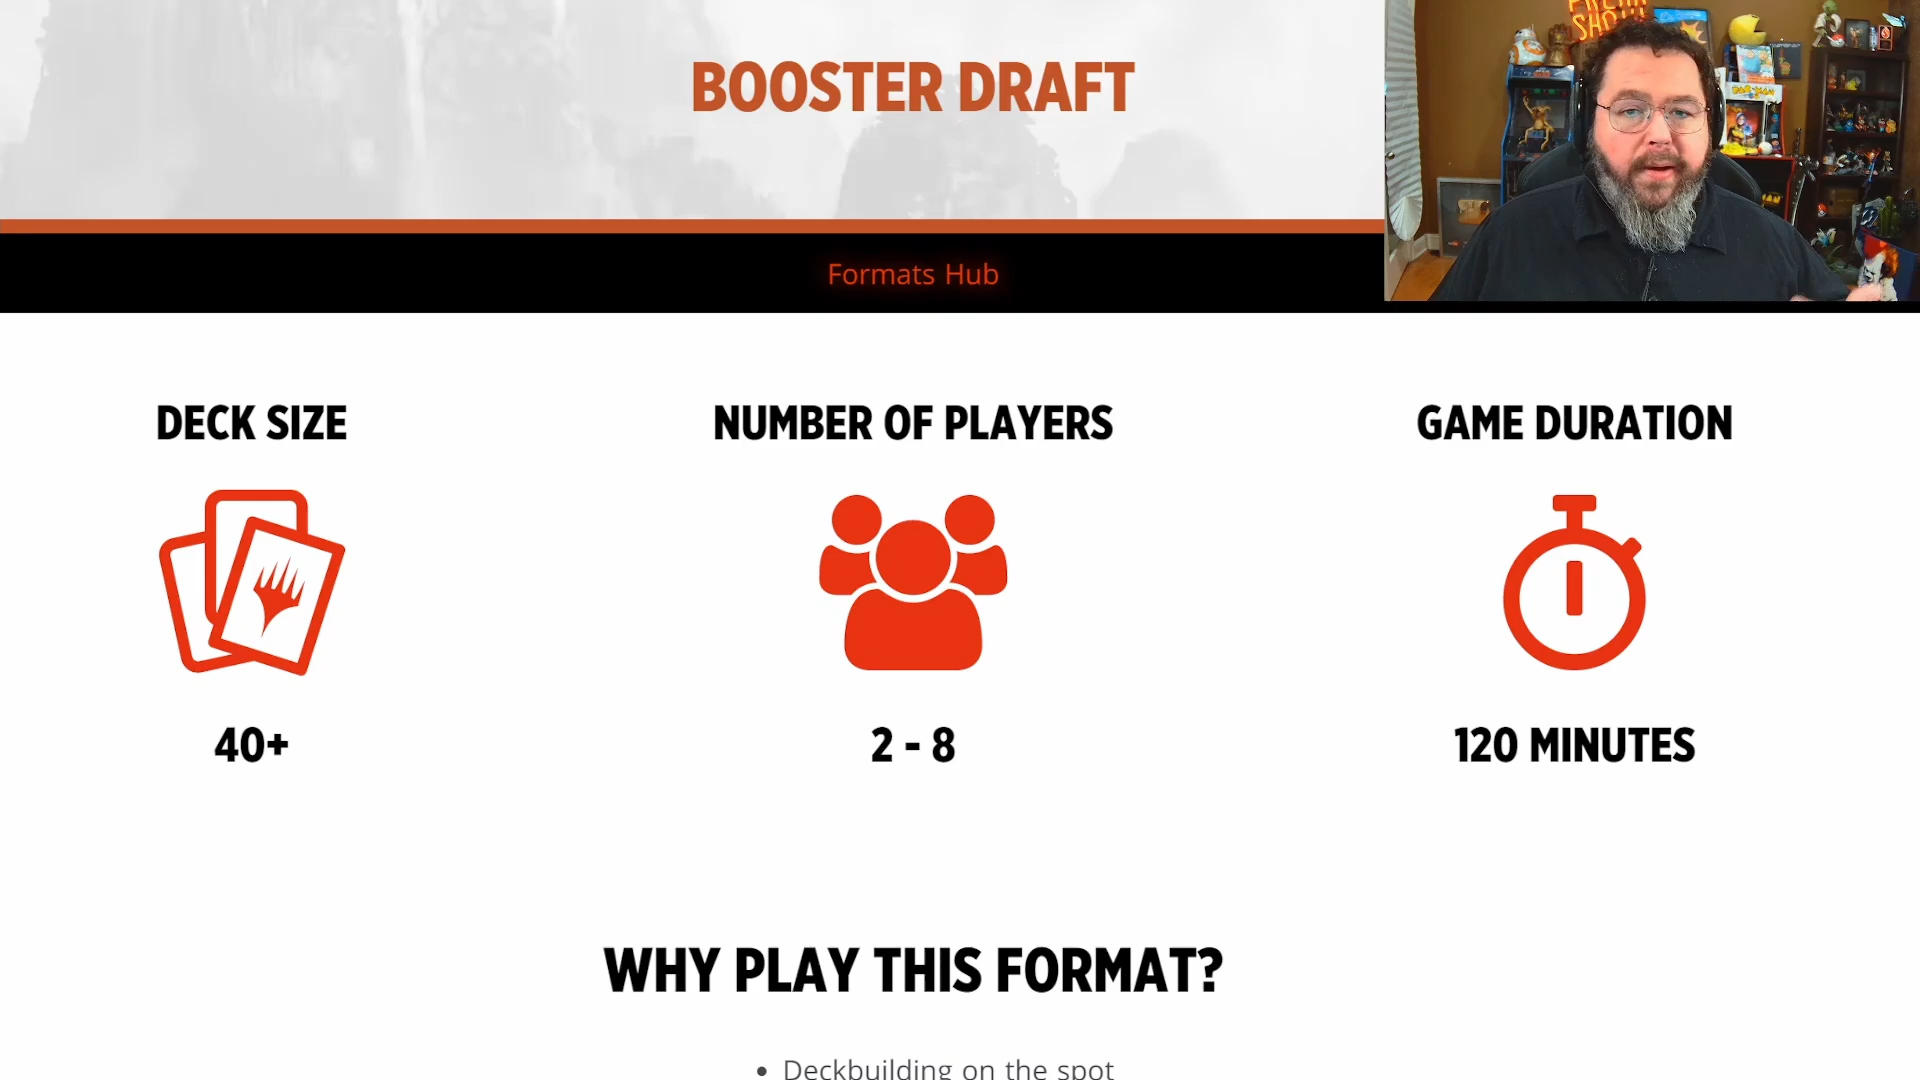 BOOSTER DRAFT
Formats Hub
DECK SIZE
NUMBER OF PLAYERS
GAME DURATION
40+
2 - 8
120 MINUTES
WHY PLAY THIS FORMAT?
• Deckbuilding on the spot